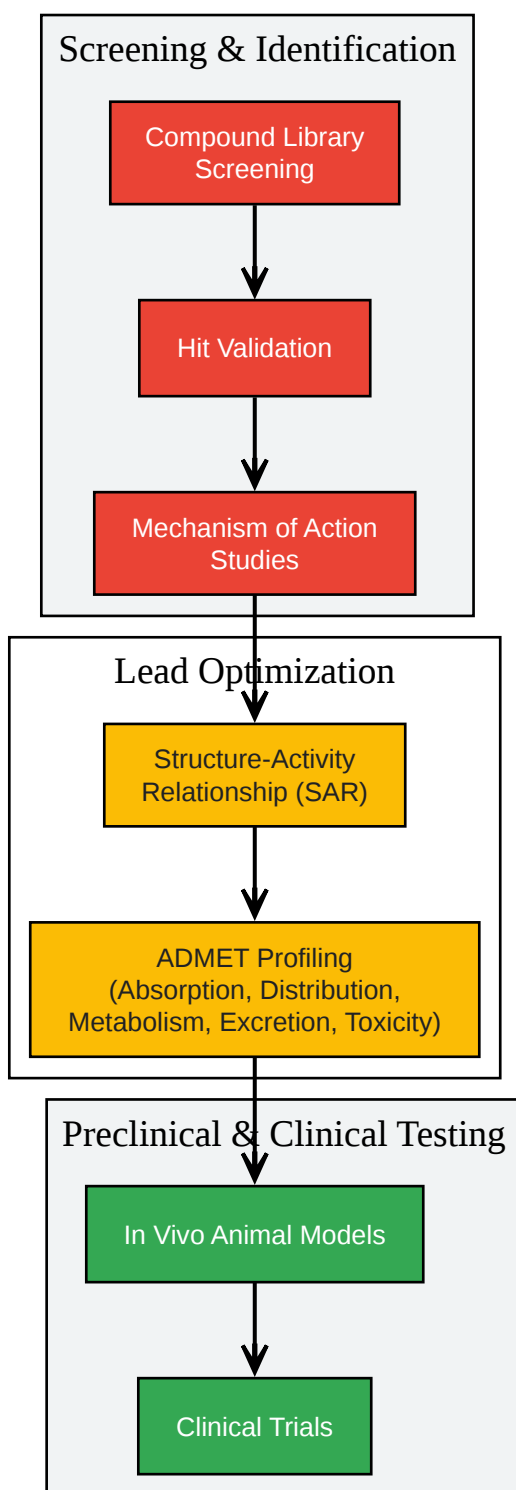 Screening & Identification
Compound Library
Screening
Hit Validation
Mechanism of Action
Studies
Lead Optimization
Structure-Activity
Relationship (SAR)
ADMET Profiling
(Absorption, Distribution,
Metabolism, Excretion, Toxicity)
Preclinical & Clinical Testing
In Vivo Animal Models
Clinical Trials